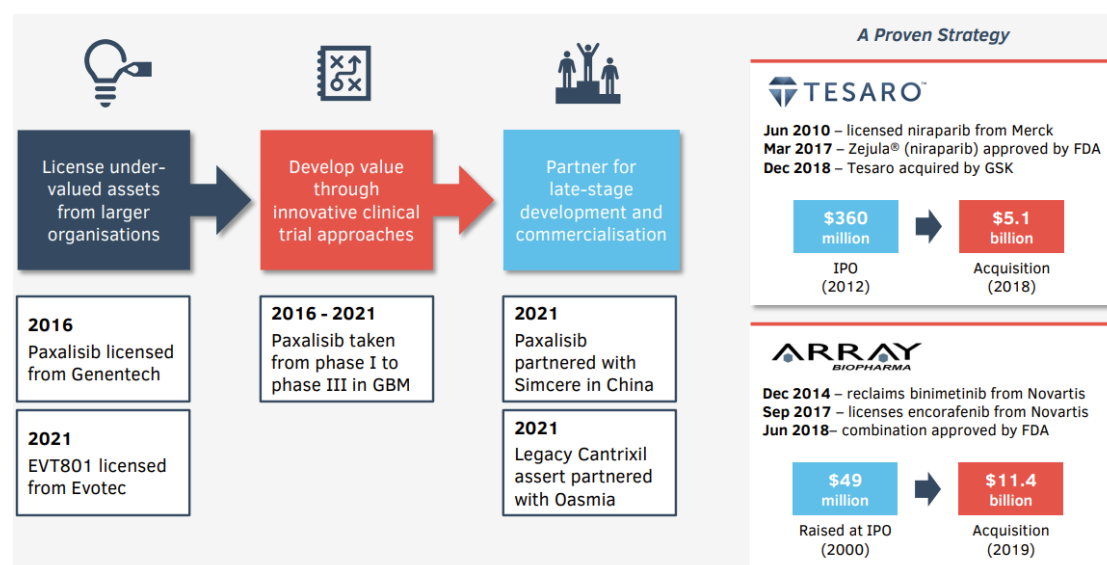 License under-
valued assets
from larger
organisations
Develop value
through
innovative clinical
trial approaches
Partner for
late-stage
development and
commercialisation
2016
Paxalisib licensed
from Genentech
2021
EVT801 licensed
from Evotec
2016 - 2021
Paxalisib taken
from phase I to
phase III in GBM
2021
Paxalisib
partnered with
Simcere in China
2021
Legacy Cantrixil
assert partnered
with Oasmia
A Proven Strategy
TESARO™
Jun 2010 – licensed niraparib from Merck
Mar 2017 – Zejula® (niraparib) approved by FDA
Dec 2018 – Tesaro acquired by GSK
$360
million
IPO
(2012)
$5.1
billion
Acquisition
(2018)
ARRAY
BIOPHARMA
Dec 2014 – reclaims binimetinib from Novartis
Sep 2017 – licenses encorafenib from Novartis
Jun 2018– combination approved by FDA
$49
million
Raised at IPO
(2000)
$11.4
billion
Acquisition
(2019)